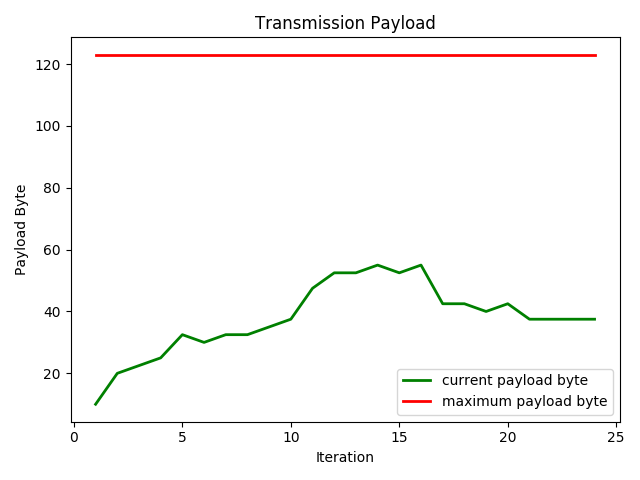 Transmission Payload
Payload Byte
120
100
80
60
40
20
0
5
10
15
20
25
Iteration
current payload byte
maximum payload byte